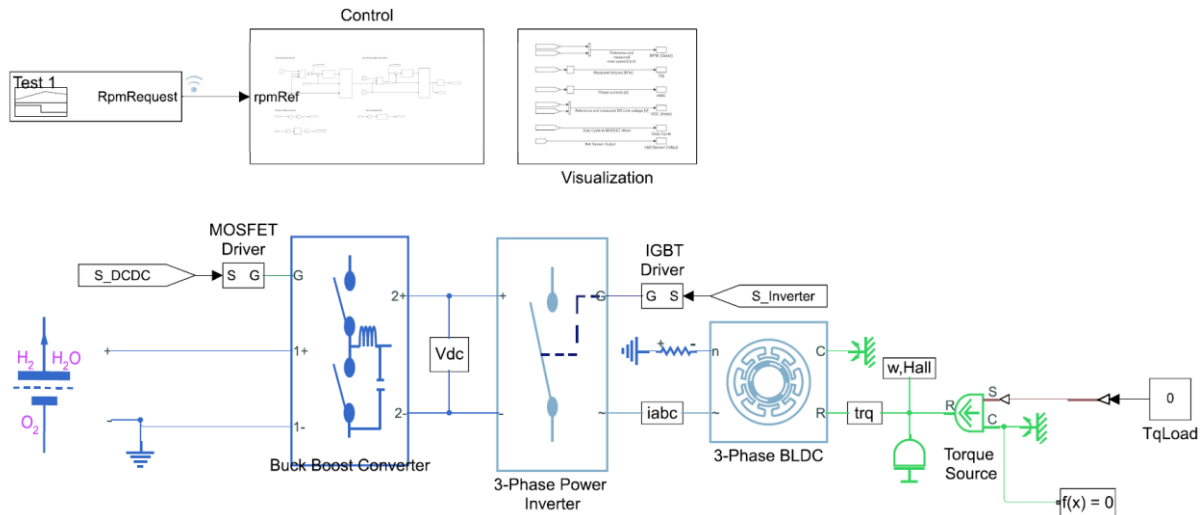 Control
Test 1
RpmRequest
rpmRef
Visualization
MOSFET
Driver
S_DCDC
S G
G
IGBT
Driver
G
G S
S_Inverter
2+
+
H₂ H₂O
O₂
+
1+
Vdc
+ -
n
C
w,Hall
R
S
C
0
TqLoad
-
1-
2-
-
~
iabc
~
R
trq
Buck Boost Converter
3-Phase Power
Inverter
3-Phase BLDC
Torque
Source
f(x) = 0